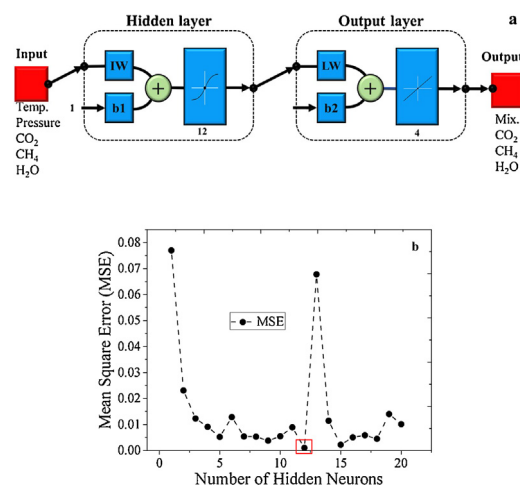 Hidden layer
Output layer
a
Input
Output
IW
LW
+
+
1
b1
b2
12
4
Temp.
Pressure
CO₂
CH₄
H₂O
Mix.
CO₂
CH₄
H₂O
b
0.08
0.07
0.06
0.05
0.04
0.03
0.02
0.01
0.00
Mean Square Error (MSE)
MSE
0 5 10 15 20
Number of Hidden Neurons